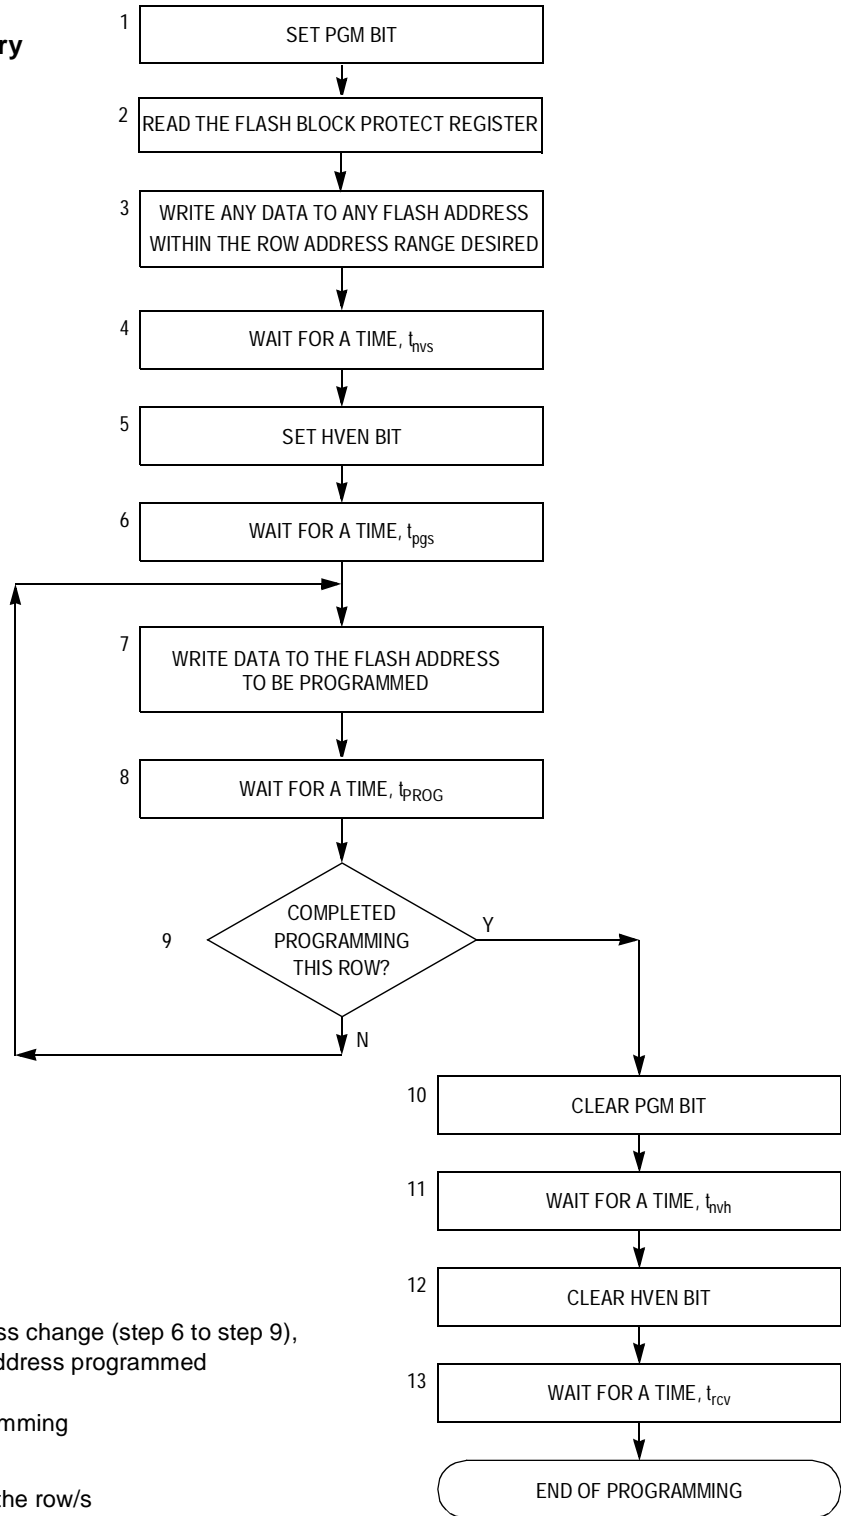 1
SET PGM BIT
ry
2
READ THE FLASH BLOCK PROTECT REGISTER
3
WRITE ANY DATA TO ANY FLASH ADDRESS
WITHIN THE ROW ADDRESS RANGE DESIRED
4
WAIT FOR A TIME, tnvs
5
SET HVEN BIT
6
WAIT FOR A TIME, tpgs
7
WRITE DATA TO THE FLASH ADDRESS
TO BE PROGRAMMED
8
WAIT FOR A TIME, tPROG
9
COMPLETED
PROGRAMMING
THIS ROW?
Y
N
10
CLEAR PGM BIT
11
WAIT FOR A TIME, tnvh
12
CLEAR HVEN BIT
ss change (step 6 to step 9),
ddress programmed
13
WAIT FOR A TIME, trcv
mming
END OF PROGRAMMING
the row/s